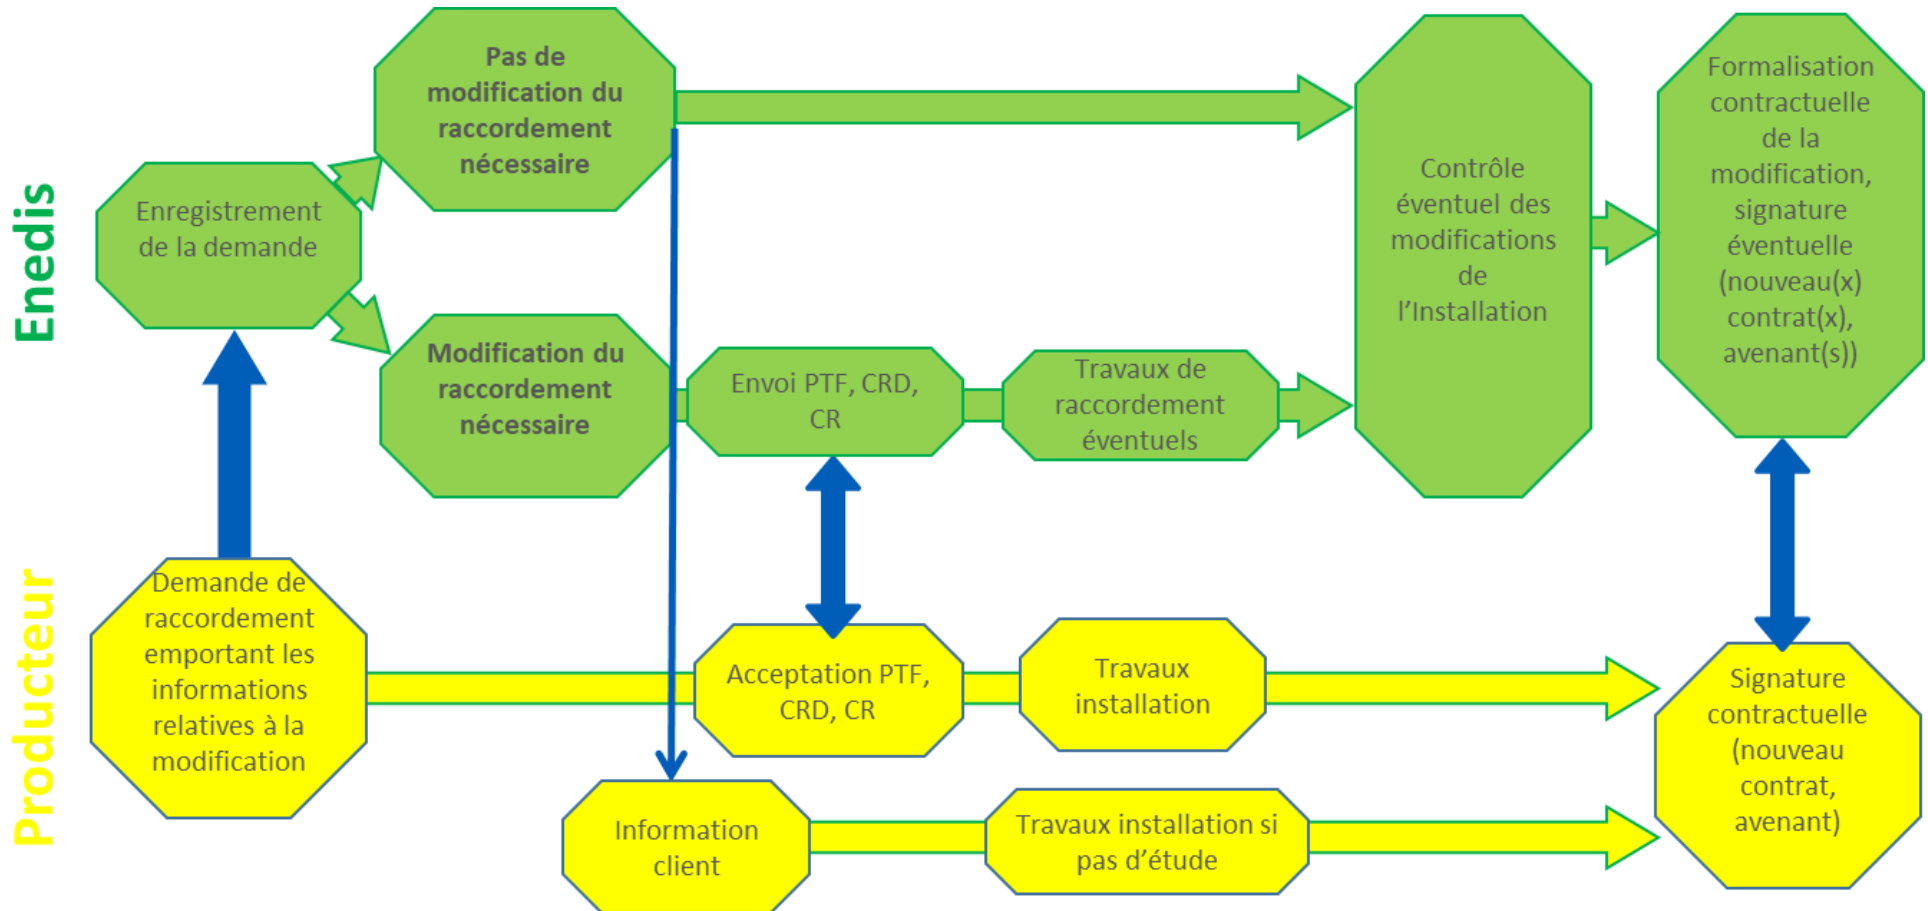 Enedis
Enregistrement
de la demande
Pas de
modification du
raccordement
nécessaire
Modification du
raccordement
nécessaire
Envoi PTF, CRD,
CR
Travaux de
raccordement
éventuels
Contrôle
éventuel des
modifications
de
l’Installation
Formalisation
contractuelle
de la
modification,
signature
éventuelle
(nouveau(x)
contrat(x),
avenant(s))
Producteur
Demande de
raccordement
emportant les
informations
relatives à la
modification
Acceptation PTF,
CRD, CR
Travaux
installation
Signature
contractuelle
(nouveau
contrat,
avenant)
Information
client
Travaux installation si
pas d’étude